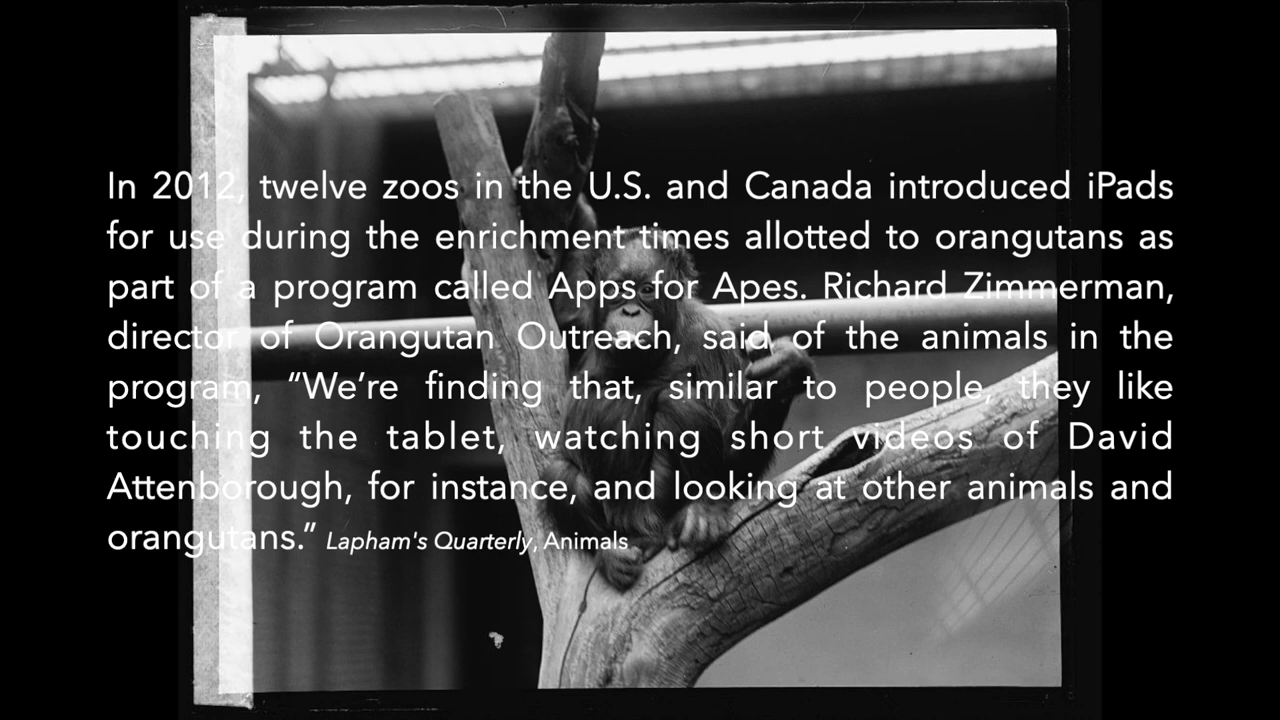 In 2012, twelve zoos in the U.S. and Canada introduced iPads
for use during the enrichment times allotted to orangutans as
part of a program called Apps for Apes. Richard Zimmerman,
director of Orangutan Outreach, said of the animals in the
program, “We’re finding that, similar to people, they like
touching the tablet, watching short videos of David
Attenborough, for instance, and looking at other animals and
orangutans.” Lapham's Quarterly, Animals